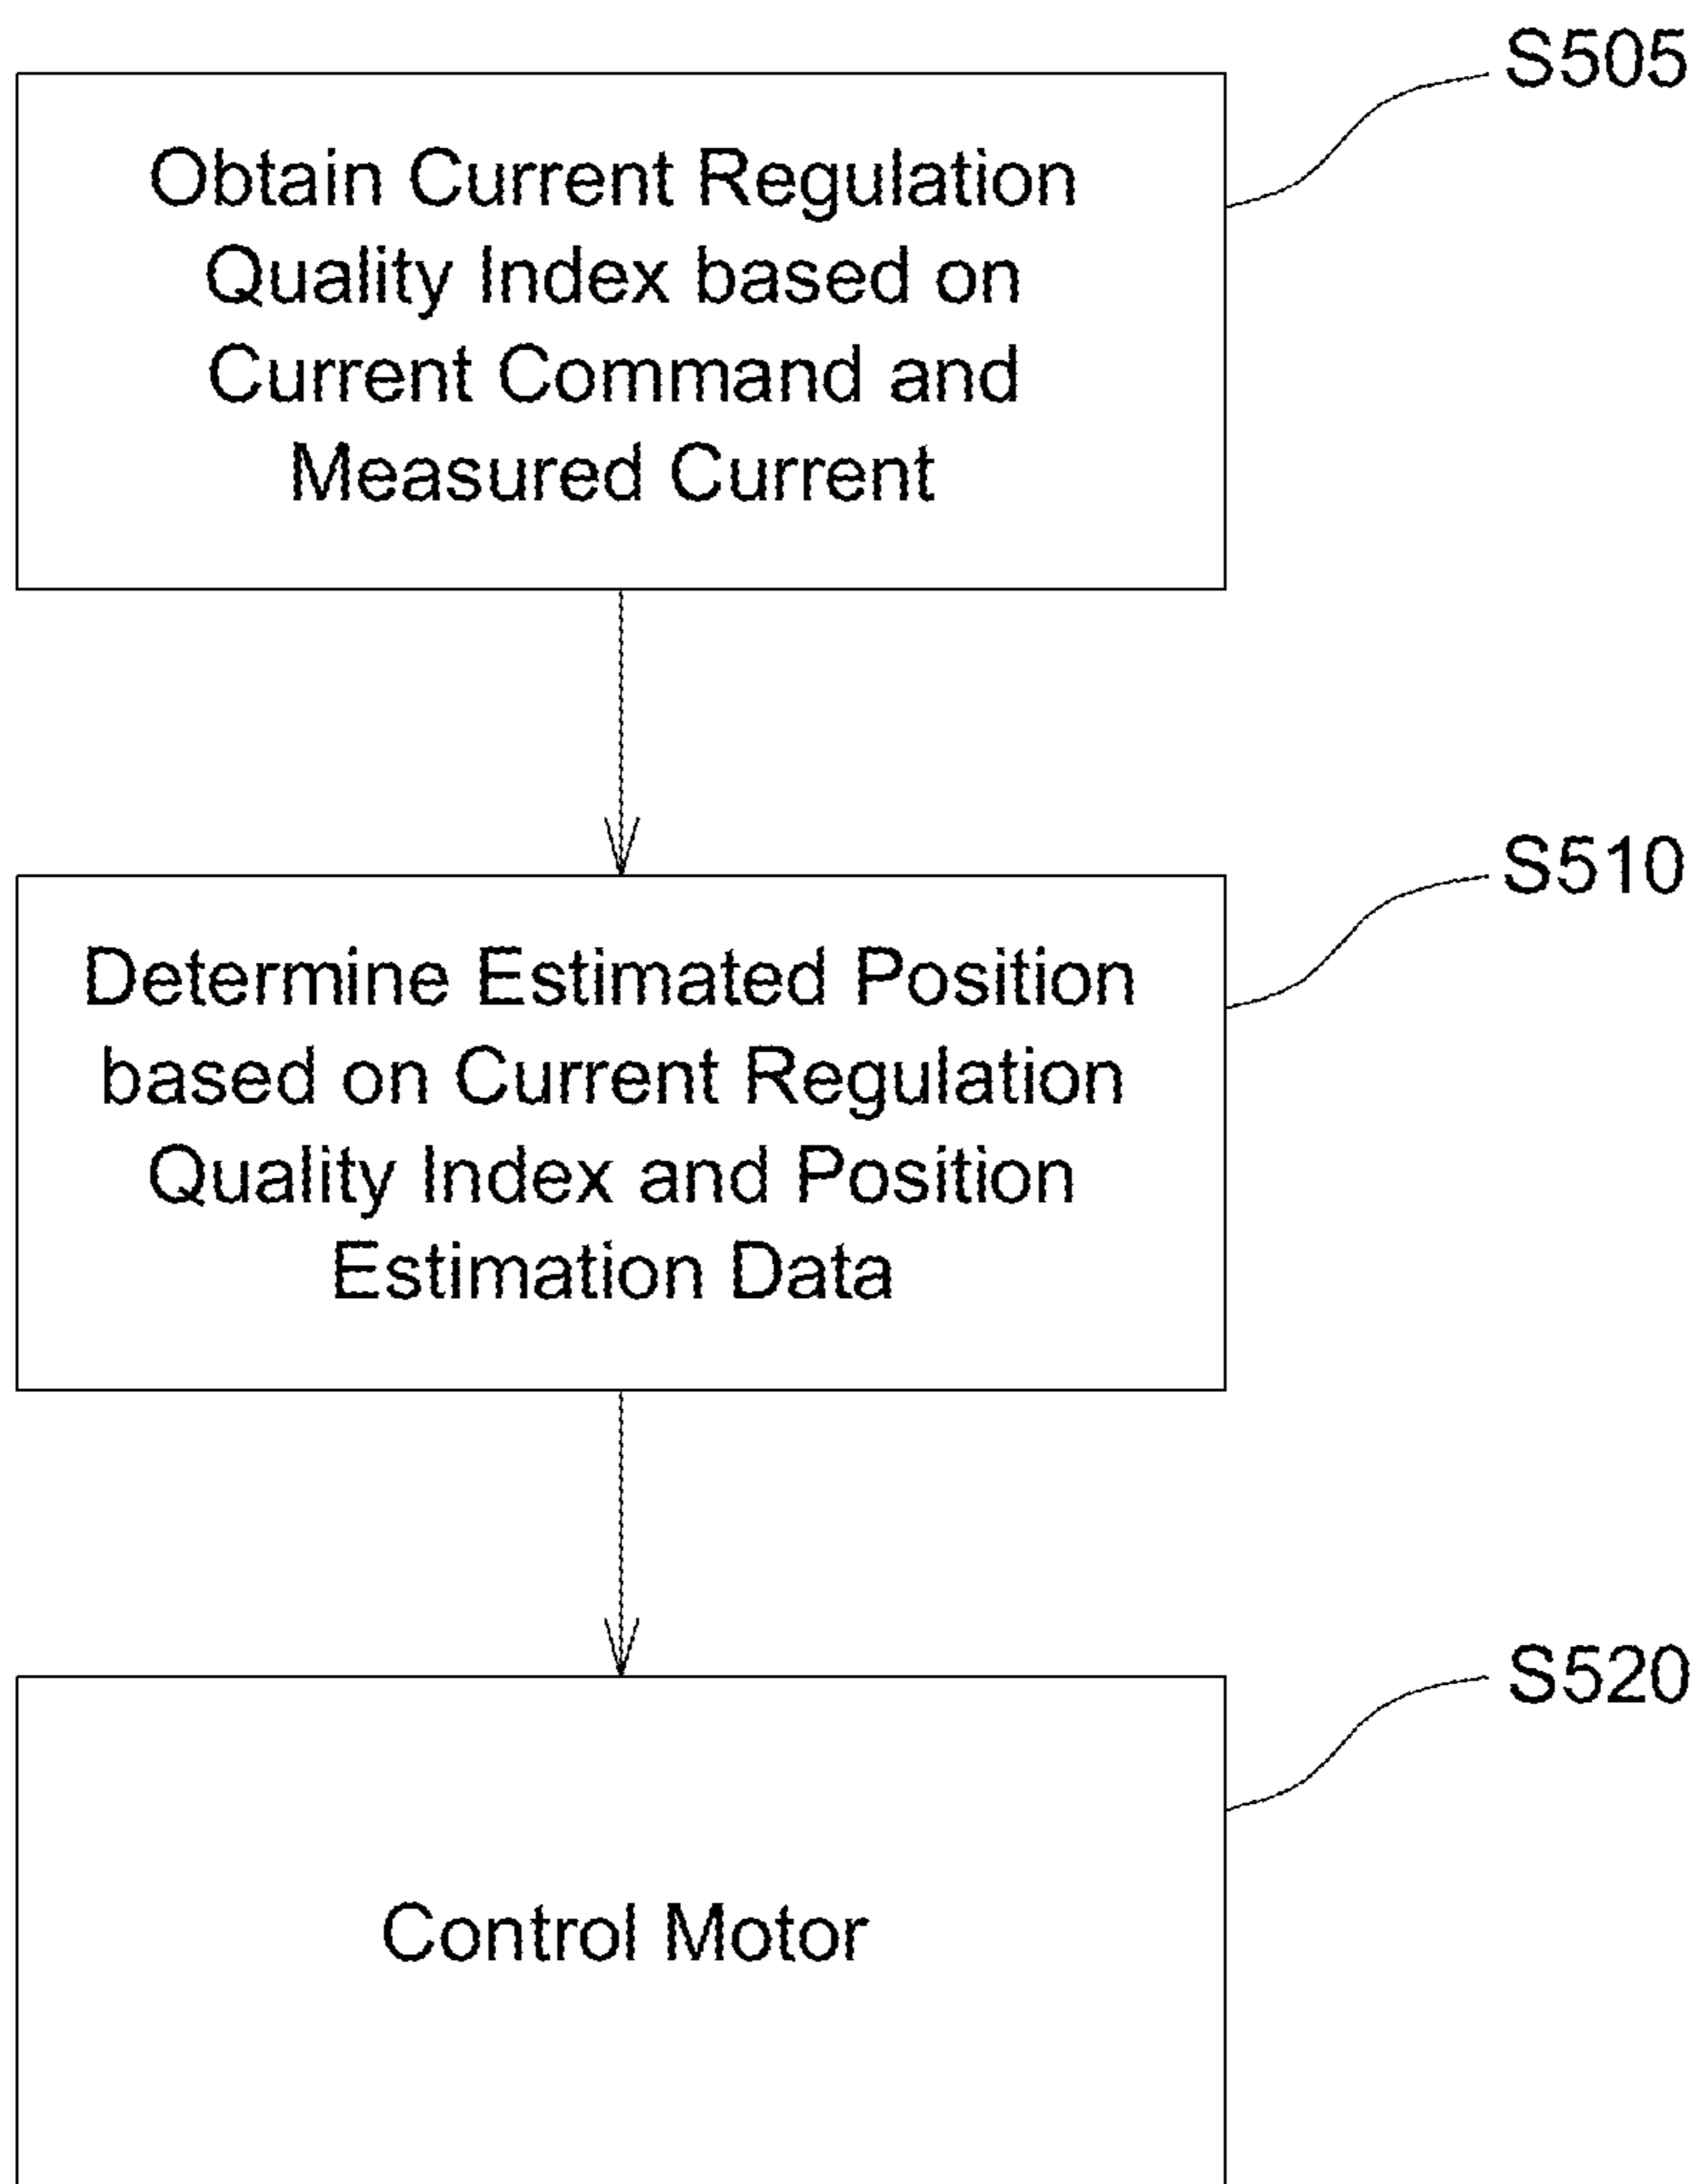 S505
Obtain Current Regulation
Quality Index based on
Current Command and
Measured Current
S510
Determine Estimated Position
based on Current Regulation
Quality Index and Position
Estimation Data
S520
Control Motor